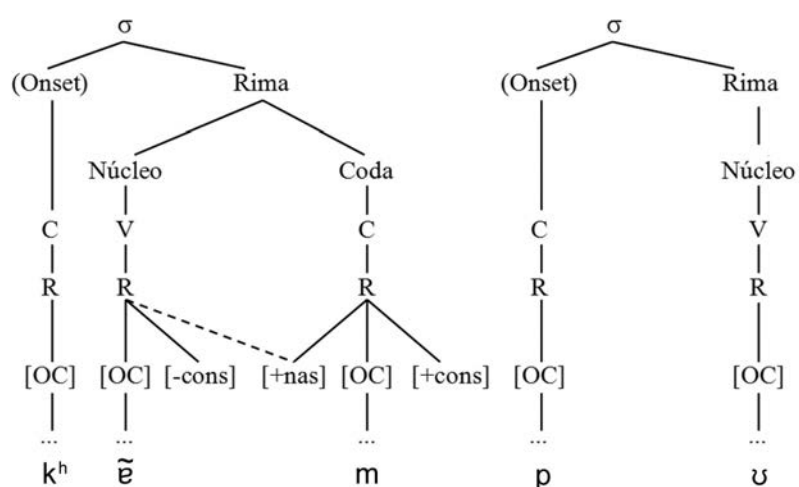 σ σ
(Onset) Rima (Onset) Rima
Núcleo Coda Núcleo
C V C C V
R R R R R
[OC] [OC] [-cons] [+nas] [OC] [+cons] [OC] [OC]
... ... ... ... ...
kʰ ɐ̃ m p ʊ